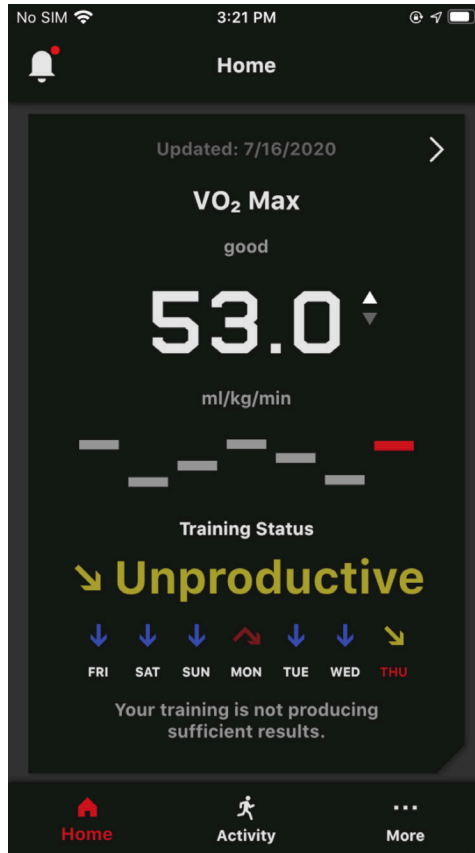 No SIM 3:21 PM
Home
Updated: 7/16/2020
VO₂ Max
good
53.0
ml/kg/min
Training Status
Unproductive
FRI SAT SUN MON TUE WED THU
Your training is not producing
sufficient results.
Home Activity More